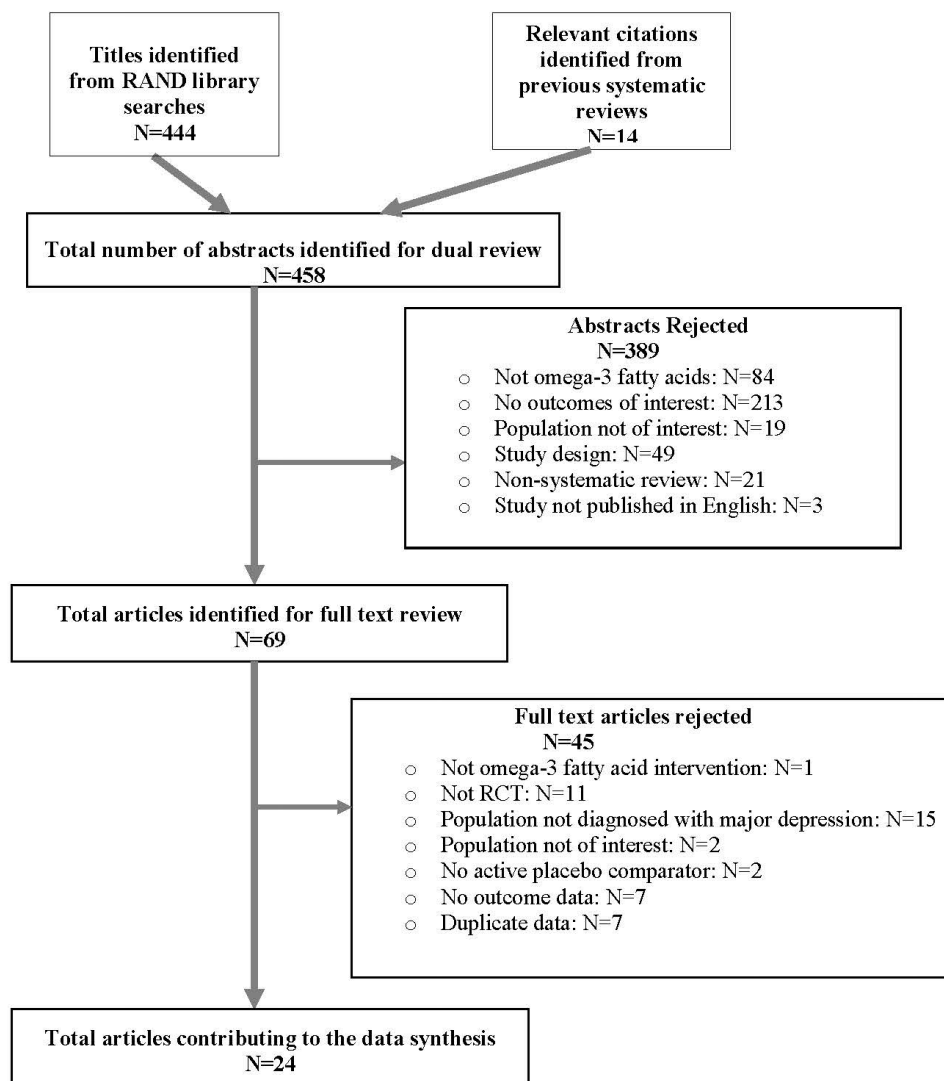 Titles identified
from RAND library
searches
N=444
Relevant citations
identified from
previous systematic
reviews
N=14
Total number of abstracts identified for dual review
N=458
Abstracts Rejected
N=389
o Not omega-3 fatty acids: N=84
o No outcomes of interest: N=213
o Population not of interest: N=19
o Study design: N=49
o Non-systematic review: N=21
o Study not published in English: N=3
Total articles identified for full text review
N=69
Full text articles rejected
N=45
o Not omega-3 fatty acid intervention: N=1
o Not RCT: N=11
o Population not diagnosed with major depression: N=15
o Population not of interest: N=2
o No active placebo comparator: N=2
o No outcome data: N=7
o Duplicate data: N=7
Total articles contributing to the data synthesis
N=24